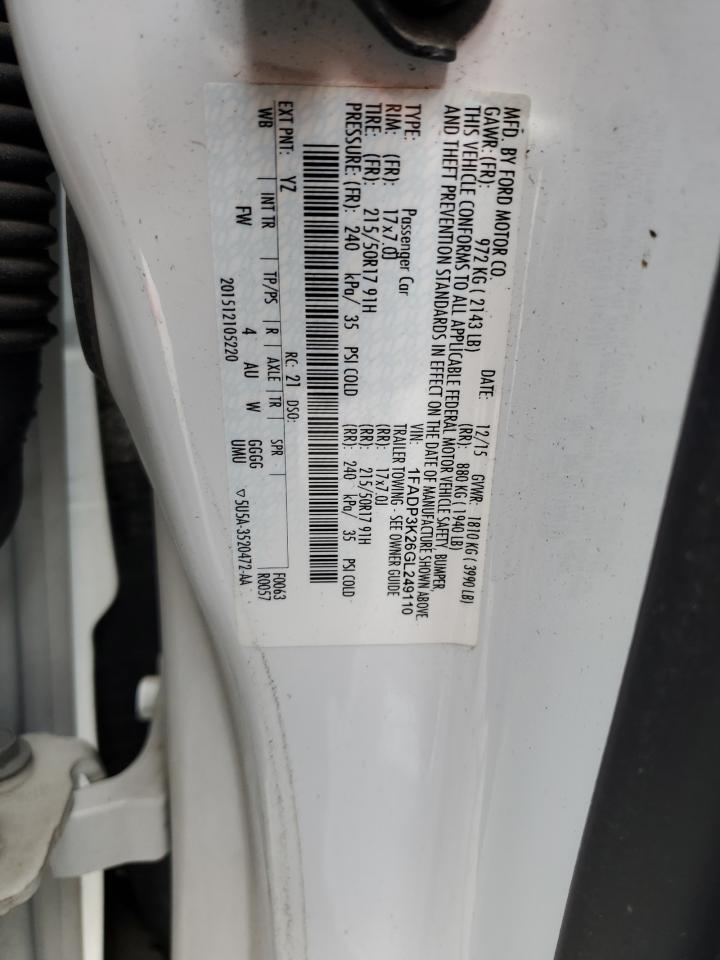 MFD. BY FORD MOTOR CO.
DATE: 12/15 GVWR: 1810 KG ( 3990 LB)
GAWR: (FR): 972 KG ( 2143 LB) (RR): 880 KG ( 1940 LB)
THIS VEHICLE CONFORMS TO ALL APPLICABLE FEDERAL MOTOR VEHICLE SAFETY, BUMPER
AND THEFT PREVENTION STANDARDS IN EFFECT ON THE DATE OF MANUFACTURE SHOWN ABOVE.
VIN: 1FADP3K26GL249110
TYPE: Passenger Car TRAILER TOWING - SEE OWNER GUIDE
RIM: (FR): 17x7.0J (RR): 17x7.0J
TIRE: (FR): 215/50R17 91H (RR): 215/50R17 91H
PRESSURE: (FR): 240 kPa/ 35 PSI COLD (RR): 240 kPa/ 35 PSI COLD
EXT PNT: YZ RC: 21 DSO: F0063
WB INT TR TP/PS R AXLE TR SPR R0057
FW 4 AU W GGGG
201512105220 UMU ▽5U5A-3520472-AA